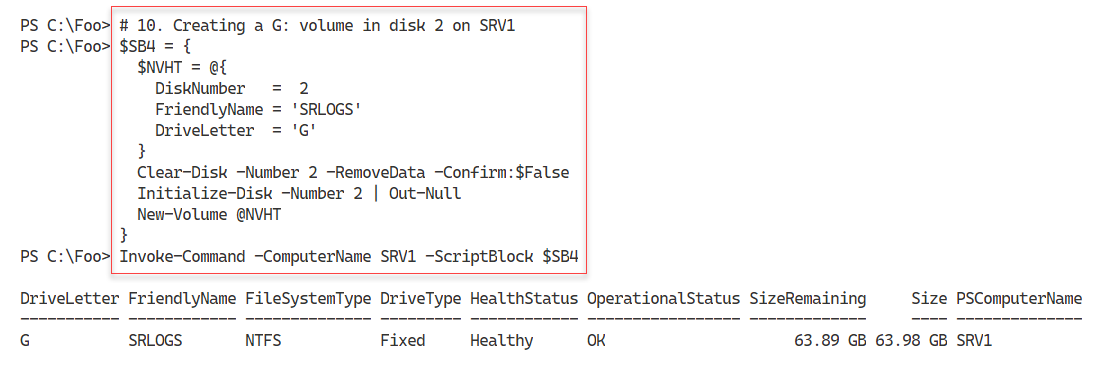 PS C:\Foo> # 10. Creating a G: volume in disk 2 on SRV1
PS C:\Foo> $SB4 = {
  $NVHT = @{
    DiskNumber   =  2
    FriendlyName = 'SRLOGS'
    DriveLetter  = 'G'
  }
  Clear-Disk -Number 2 -RemoveData -Confirm:$False
  Initialize-Disk -Number 2 | Out-Null
  New-Volume @NVHT
}
PS C:\Foo> Invoke-Command -ComputerName SRV1 -ScriptBlock $SB4
DriveLetter FriendlyName FileSystemType DriveType HealthStatus OperationalStatus SizeRemaining     Size PSComputerName
----------- ------------ -------------- --------- ------------ ----------------- -------------     ---- --------------
G           SRLOGS       NTFS           Fixed     Healthy      OK                     63.89 GB 63.98 GB SRV1